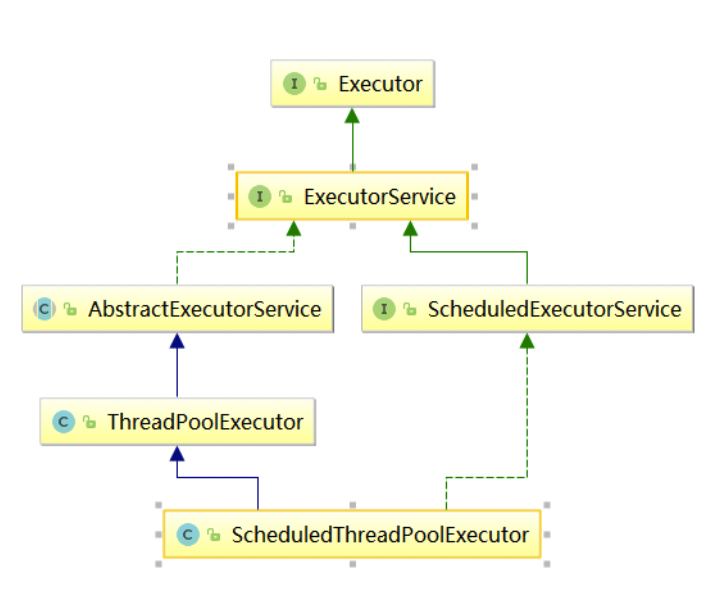 I Executor
I ExecutorService
C AbstractExecutorService
I ScheduledExecutorService
C ThreadPoolExecutor
C ScheduledThreadPoolExecutor